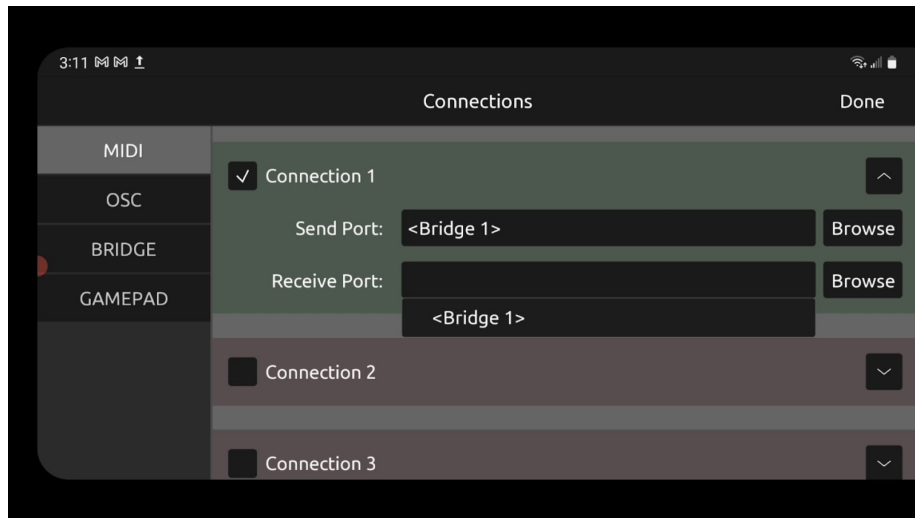 3:11
Connections
Done
MIDI
OSC
BRIDGE
GAMEPAD
Connection 1
Send Port: <Bridge 1> Browse
Receive Port: Browse
<Bridge 1>
Connection 2
Connection 3